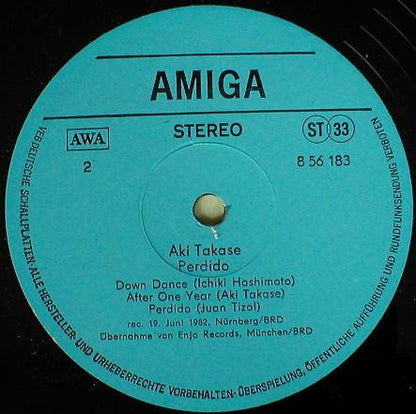 AMIGA
AWA
STEREO
ST 33
2
8 56 183
Aki Takase
Perdido
Down Dance (Ichiki Hashimoto)
After One Year (Aki Takase)
Perdido (Juan Tizol)
rec. 19. Juni 1982, Nürnberg/BRD
Übernahme von Enja Records, München/BRD
VEB DEUTSCHE SCHALLPLATTEN · ALLE HERSTELLER- UND URHEBERRECHTE VORBEHALTEN · ÜBERSPIELUNG, ÖFFENTLICHE AUFFÜHRUNG UND RUNDFUNKSENDUNG VERBOTEN